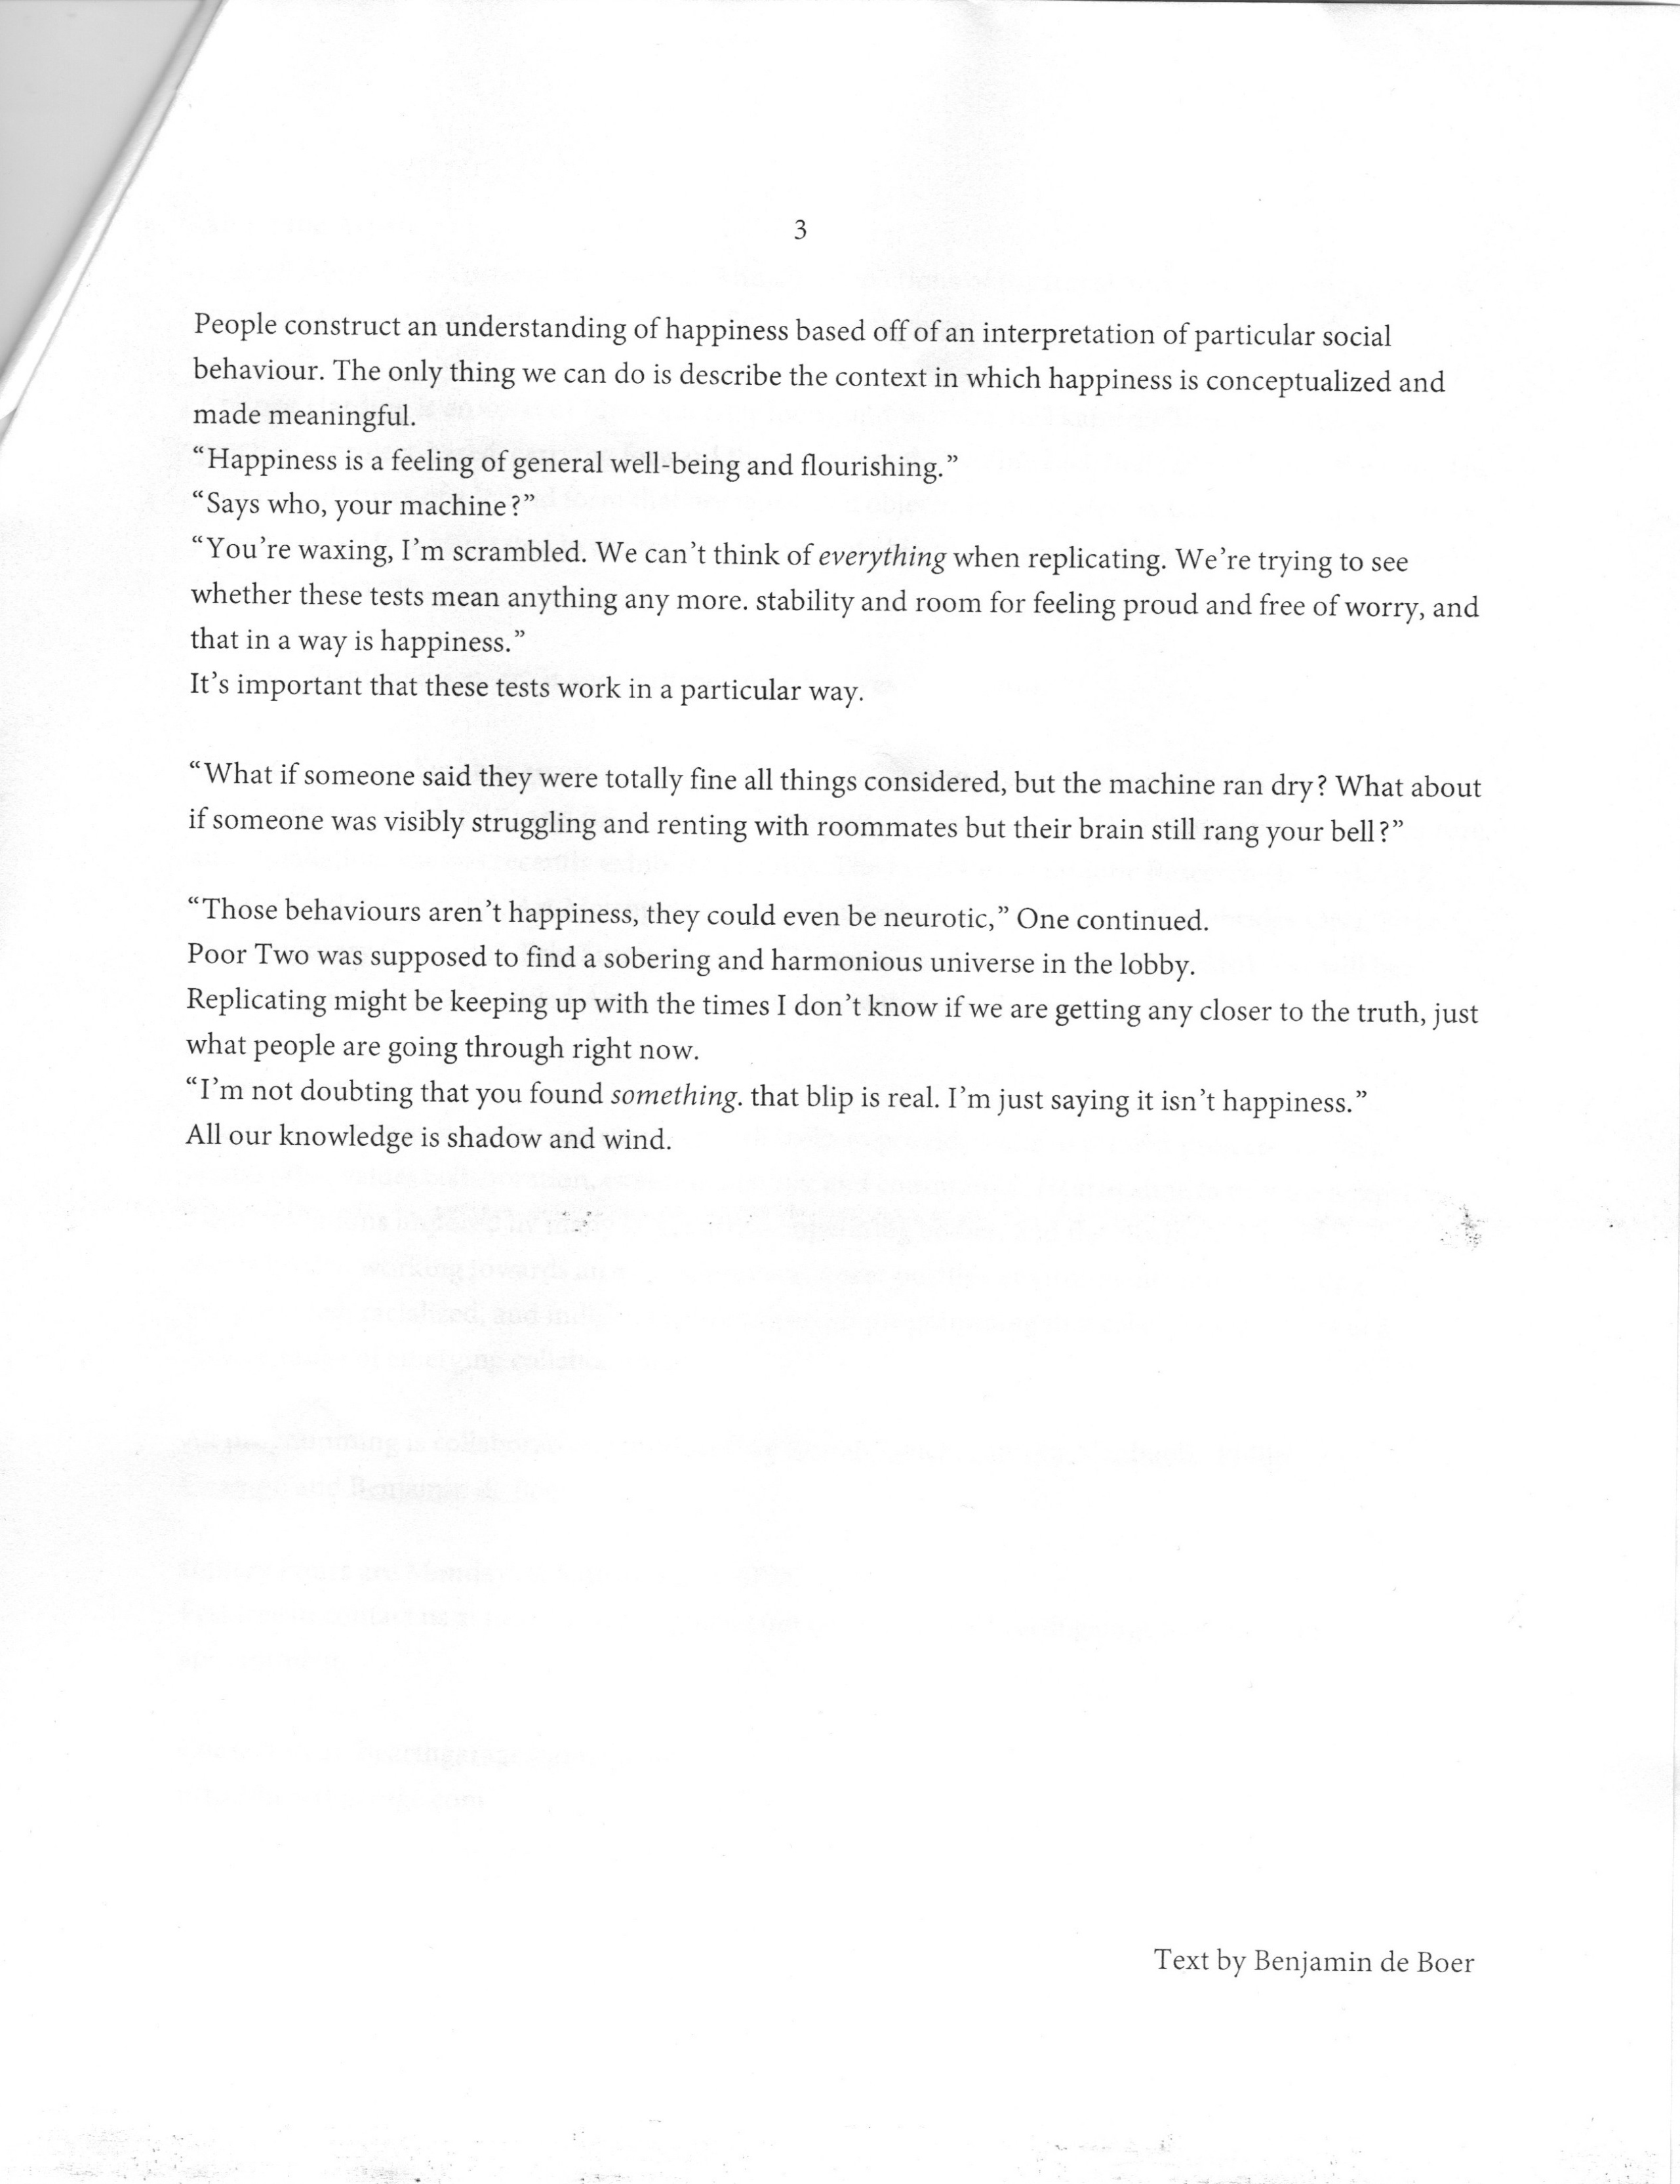 3
People construct an understanding of happiness based off of an interpretation of particular social
behaviour. The only thing we can do is describe the context in which happiness is conceptualized and
made meaningful.
“Happiness is a feeling of general well-being and flourishing.”
“Says who, your machine?”
“You’re waxing, I’m scrambled. We can’t think of everything when replicating. We’re trying to see
whether these tests mean anything any more. stability and room for feeling proud and free of worry, and
that in a way is happiness.”
It’s important that these tests work in a particular way.
“What if someone said they were totally fine all things considered, but the machine ran dry? What about
if someone was visibly struggling and renting with roommates but their brain still rang your bell?”
“Those behaviours aren’t happiness, they could even be neurotic,” One continued.
Poor Two was supposed to find a sobering and harmonious universe in the lobby.
Replicating might be keeping up with the times I don’t know if we are getting any closer to the truth, just
what people are going through right now.
“I’m not doubting that you found something. that blip is real. I’m just saying it isn’t happiness.”
All our knowledge is shadow and wind.
Text by Benjamin de Boer